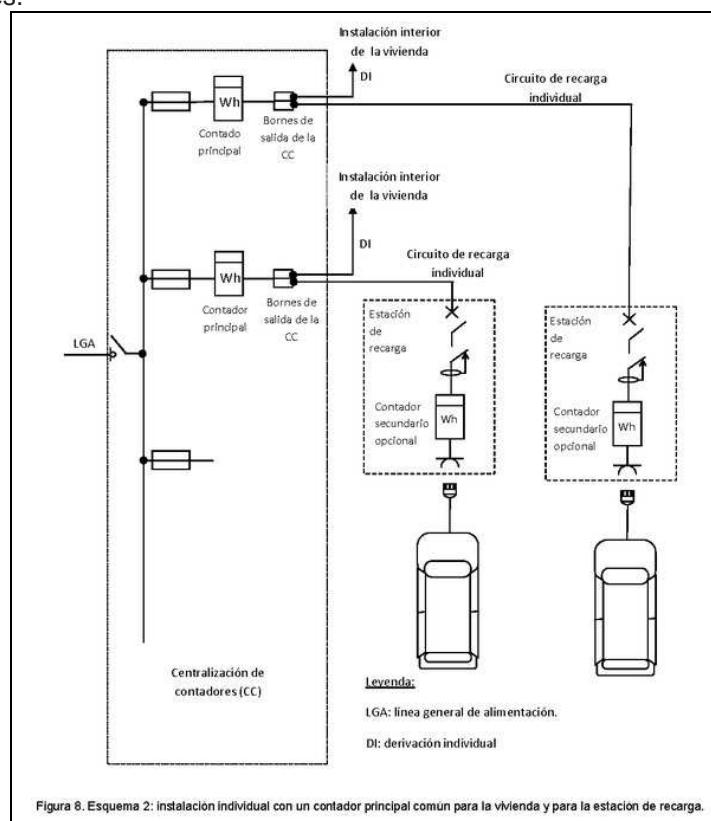 es:
Instalación interior
de la vivienda
DI
Circuito de recarga
individual
Wh
Contado
principal
Bornes de
salida de la
CC
Instalación interior
de la vivienda
DI
Circuito de recarga
individual
Wh
Contador
principal
Bornes de
salida de la
CC
LGA
Estación
de
recarga
Contador
secundario
opcional
Wh
Estación
de
recarga
Contador
secundario
opcional
Wh
Centralización de
contadores (CC)
Leyenda:
LGA: línea general de alimentación.
DI: derivación individual
Figura 8. Esquema 2: instalación individual con un contador principal común para la vivienda y para la estación de recarga.